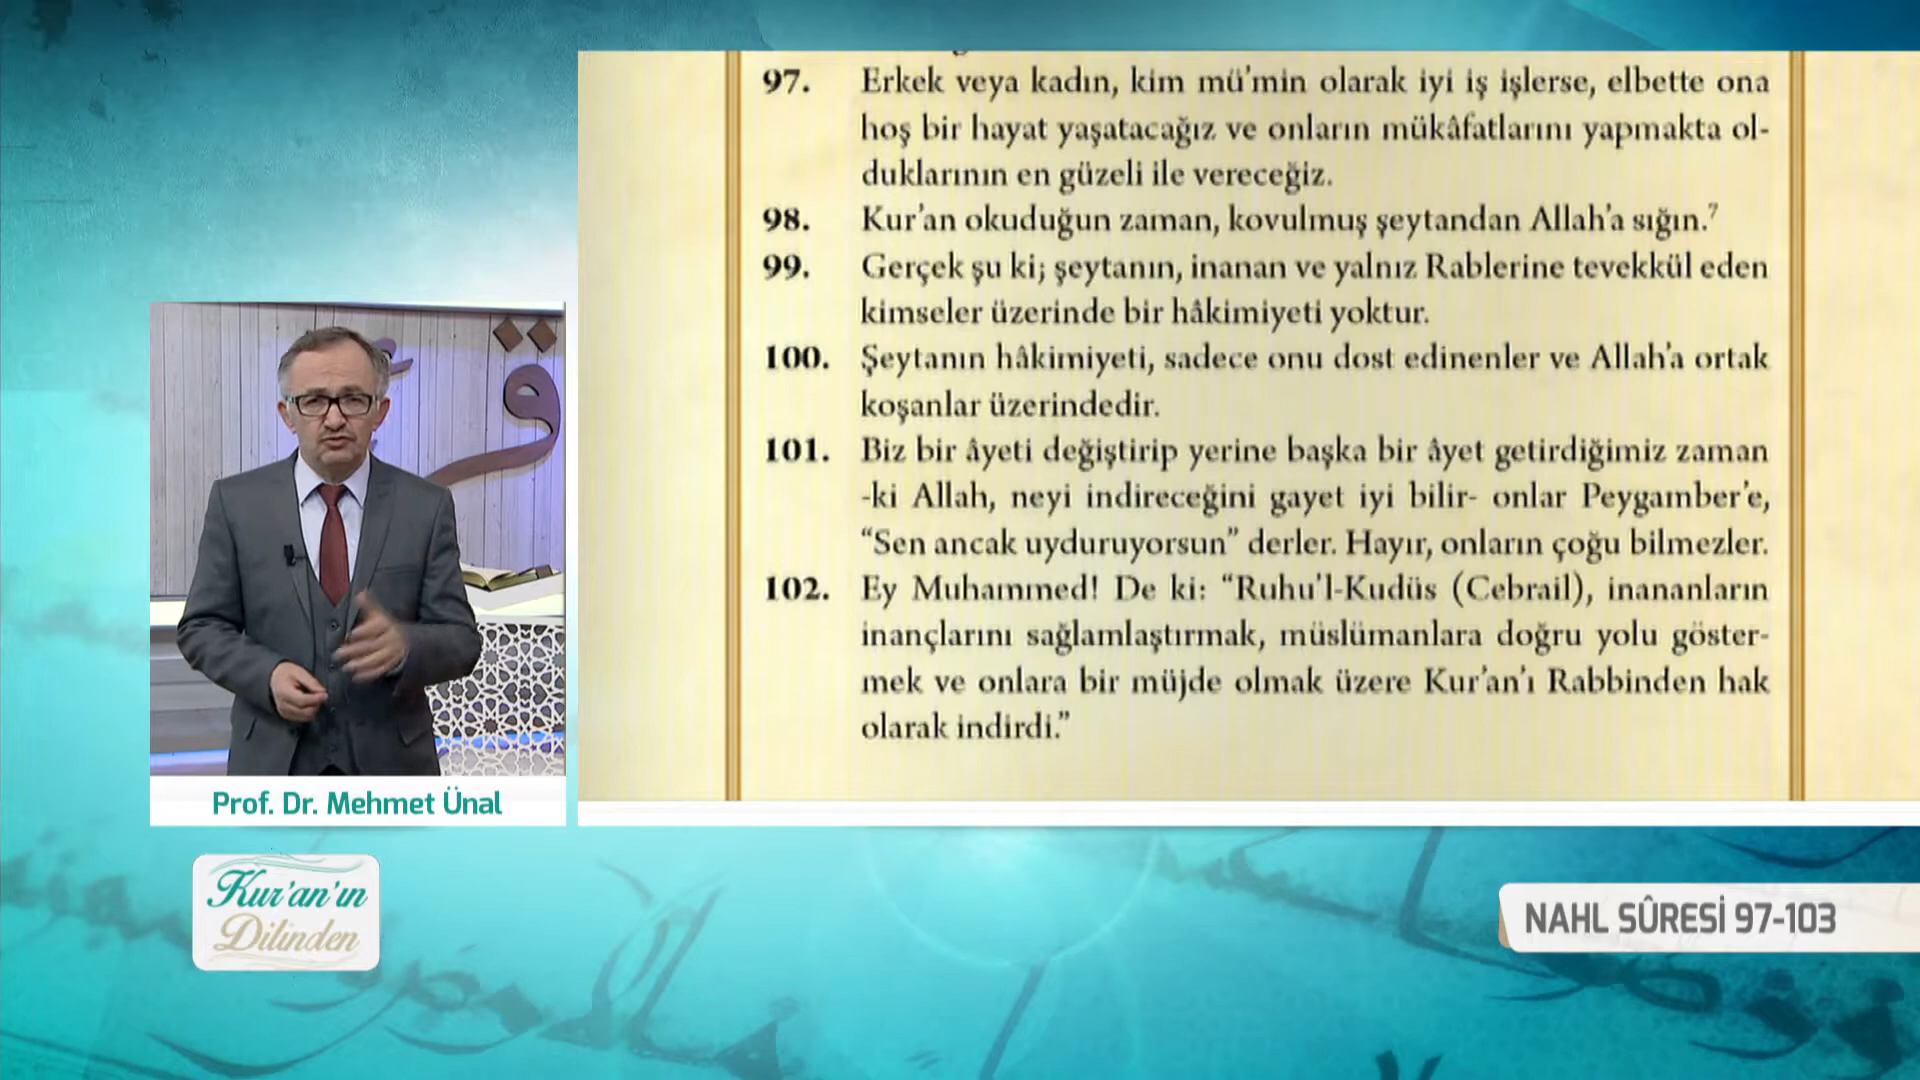 97. Erkek veya kadın, kim mü’min olarak iyi iş işlerse, elbette ona
hoş bir hayat yaşatacağız ve onların mükâfatlarını yapmakta ol-
duklarının en güzeli ile vereceğiz.
98. Kur’an okuduğun zaman, kovulmuş şeytandan Allah’a sığın.⁷
99. Gerçek şu ki; şeytanın, inanan ve yalnız Rablerine tevekkül eden
kimseler üzerinde bir hâkimiyeti yoktur.
100. Şeytanın hâkimiyeti, sadece onu dost edinenler ve Allah’a ortak
koşanlar üzerindedir.
101. Biz bir âyeti değiştirip yerine başka bir âyet getirdiğimiz zaman
-ki Allah, neyi indireceğini gayet iyi bilir- onlar Peygamber’e,
“Sen ancak uyduruyorsun” derler. Hayır, onların çoğu bilmezler.
102. Ey Muhammed! De ki: “Ruhu'l-Kudüs (Cebrail), inananların
inançlarını sağlamlaştırmak, müslümanlara doğru yolu göster-
mek ve onlara bir müjde olmak üzere Kur’an’ı Rabbinden hak
olarak indirdi.”
Prof. Dr. Mehmet Ünal
Kur’an’ın
Dilinden
NAHL SÛRESİ 97-103